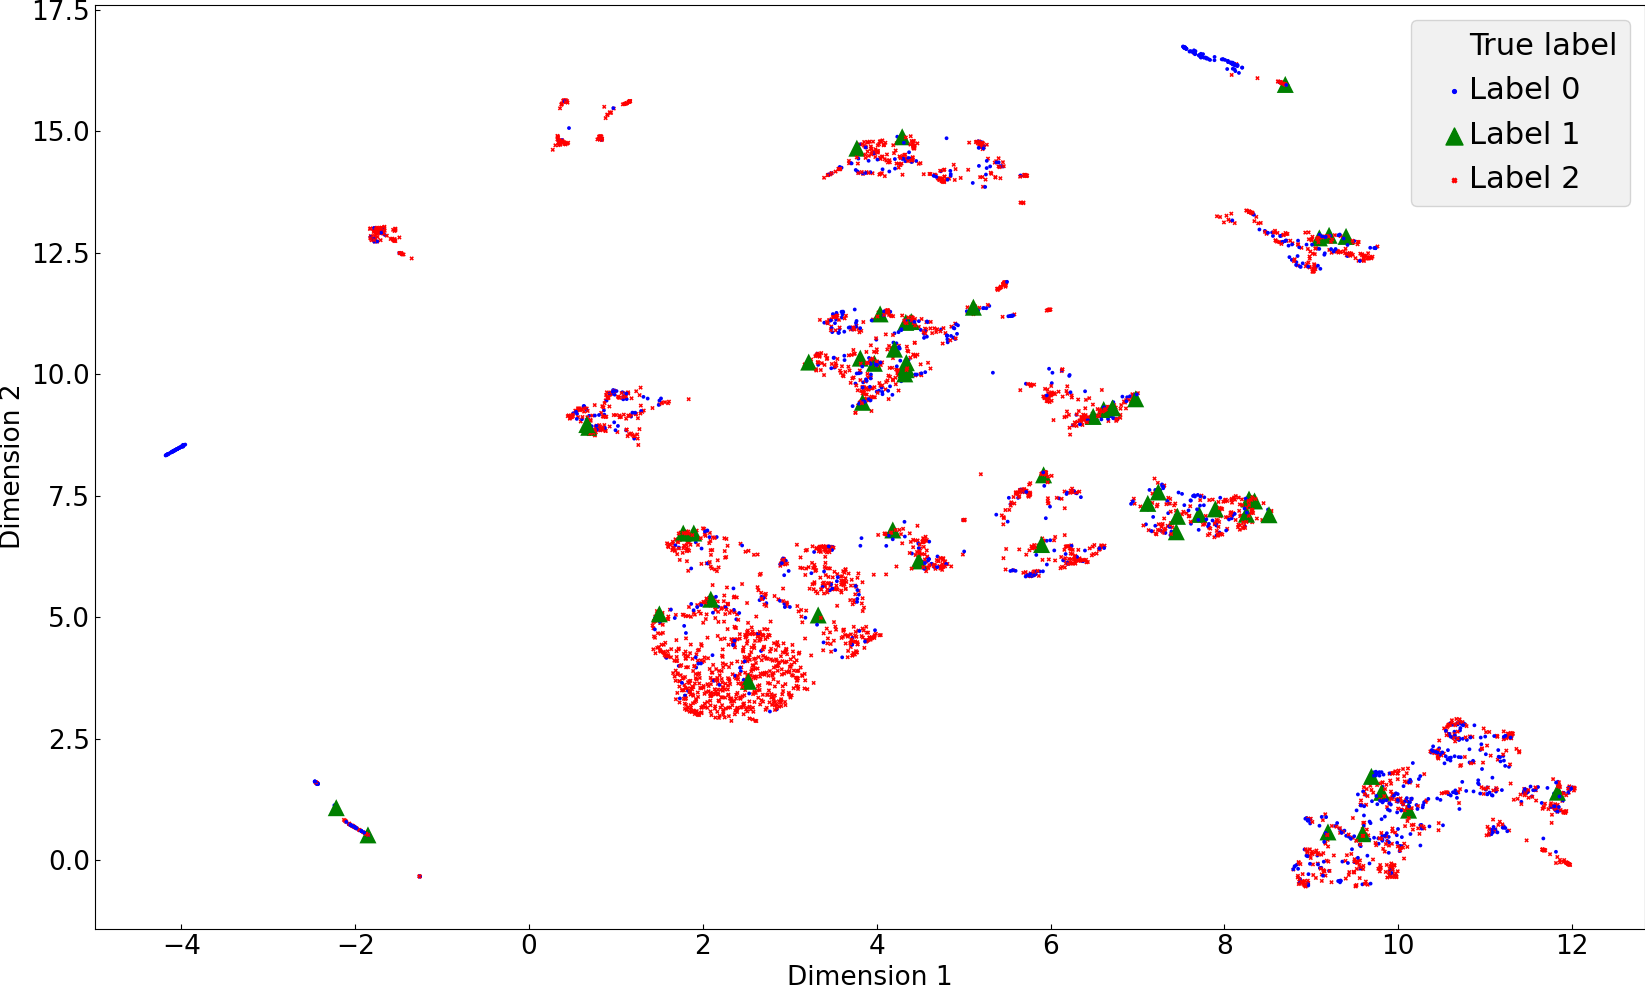 17.5
15.0
12.5
10.0
7.5
5.0
2.5
0.0
Dimension 2
−4 −2 0 2 4 6 8 10 12
Dimension 1
True label
Label 0
Label 1
Label 2